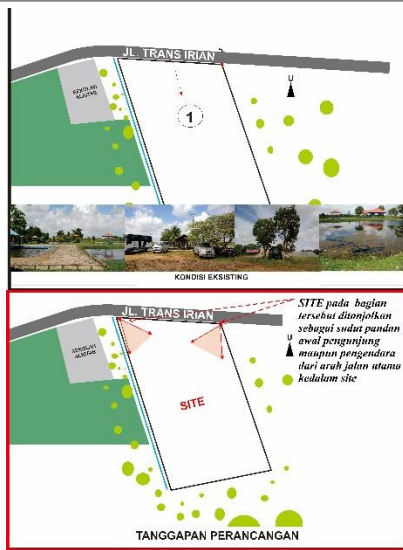 JL. TRANS IRIAN
SEKOLAH
U
1
KONDISI EKSISTING
JL. TRANS IRIAN
SITE pada bagian
tersebut ditonjolkan
sebagai sudut pandan
awal pengunjung
maupun pengendara
dari arah jalan utama
kedalam site
U
SEKOLAH
SITE
TANGGAPAN PERANCANGAN